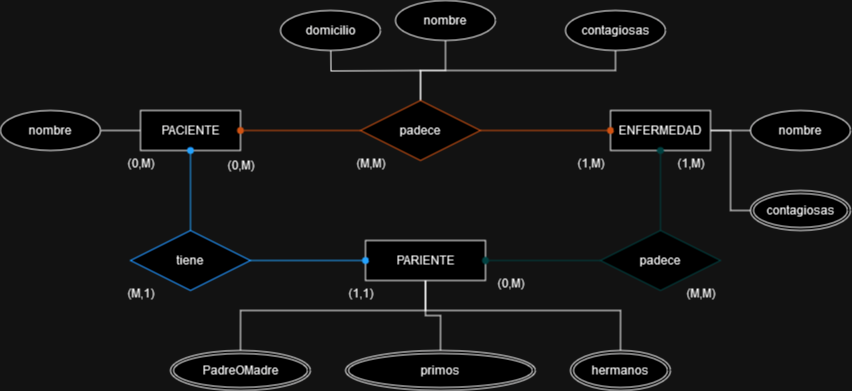 nombre
domicilio
contagiosas
nombre
PACIENTE
padece
ENFERMEDAD
nombre
(0,M)
(0,M)
(M,M)
(1,M)
(1,M)
contagiosas
tiene
PARIENTE
padece
(0,M)
(M,1)
(1,1)
(M,M)
PadreOMadre
primos
hermanos